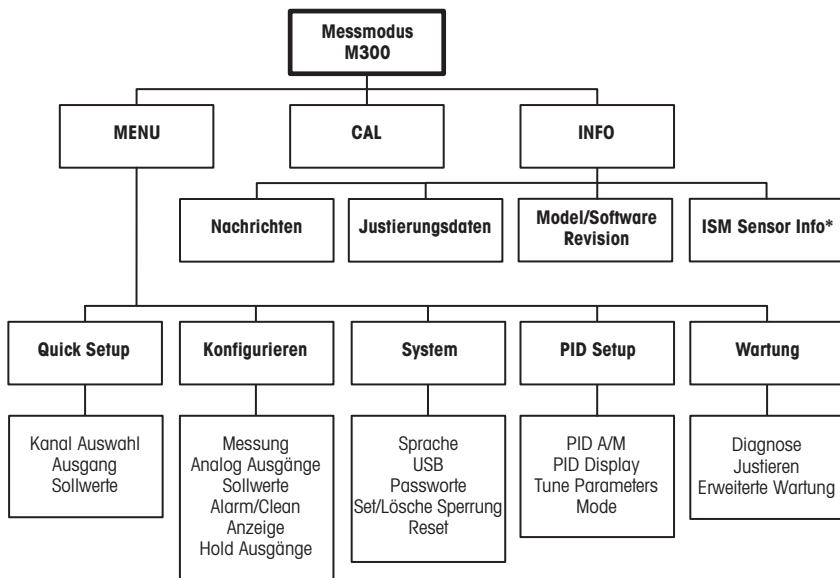 Messmodus
M300
MENU
CAL
INFO
Nachrichten
Justierungsdaten
Model/Software
Revision
ISM Sensor Info*
Quick Setup
Konfigurieren
System
PID Setup
Wartung
Kanal Auswahl
Ausgang
Sollwerte
Messung
Analog Ausgänge
Sollwerte
Alarm/Clean
Anzeige
Hold Ausgänge
Sprache
USB
Passworte
Set/Lösche Sperrung
Reset
PID A/M
PID Display
Tune Parameters
Mode
Diagnose
Justieren
Erweiterte Wartung